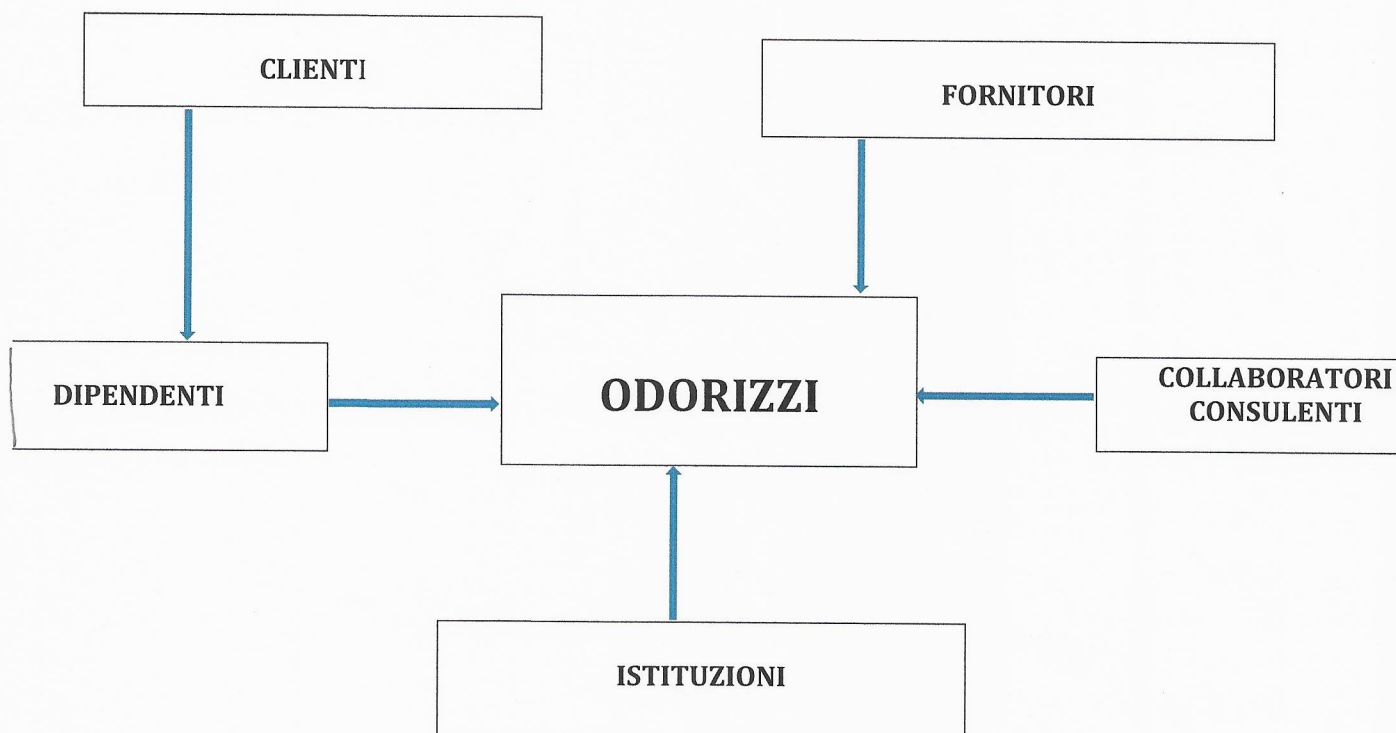 CLIENTI
FORNITORI
DIPENDENTI
ODORIZZI
COLLABORATORI
CONSULENTI
ISTITUZIONI